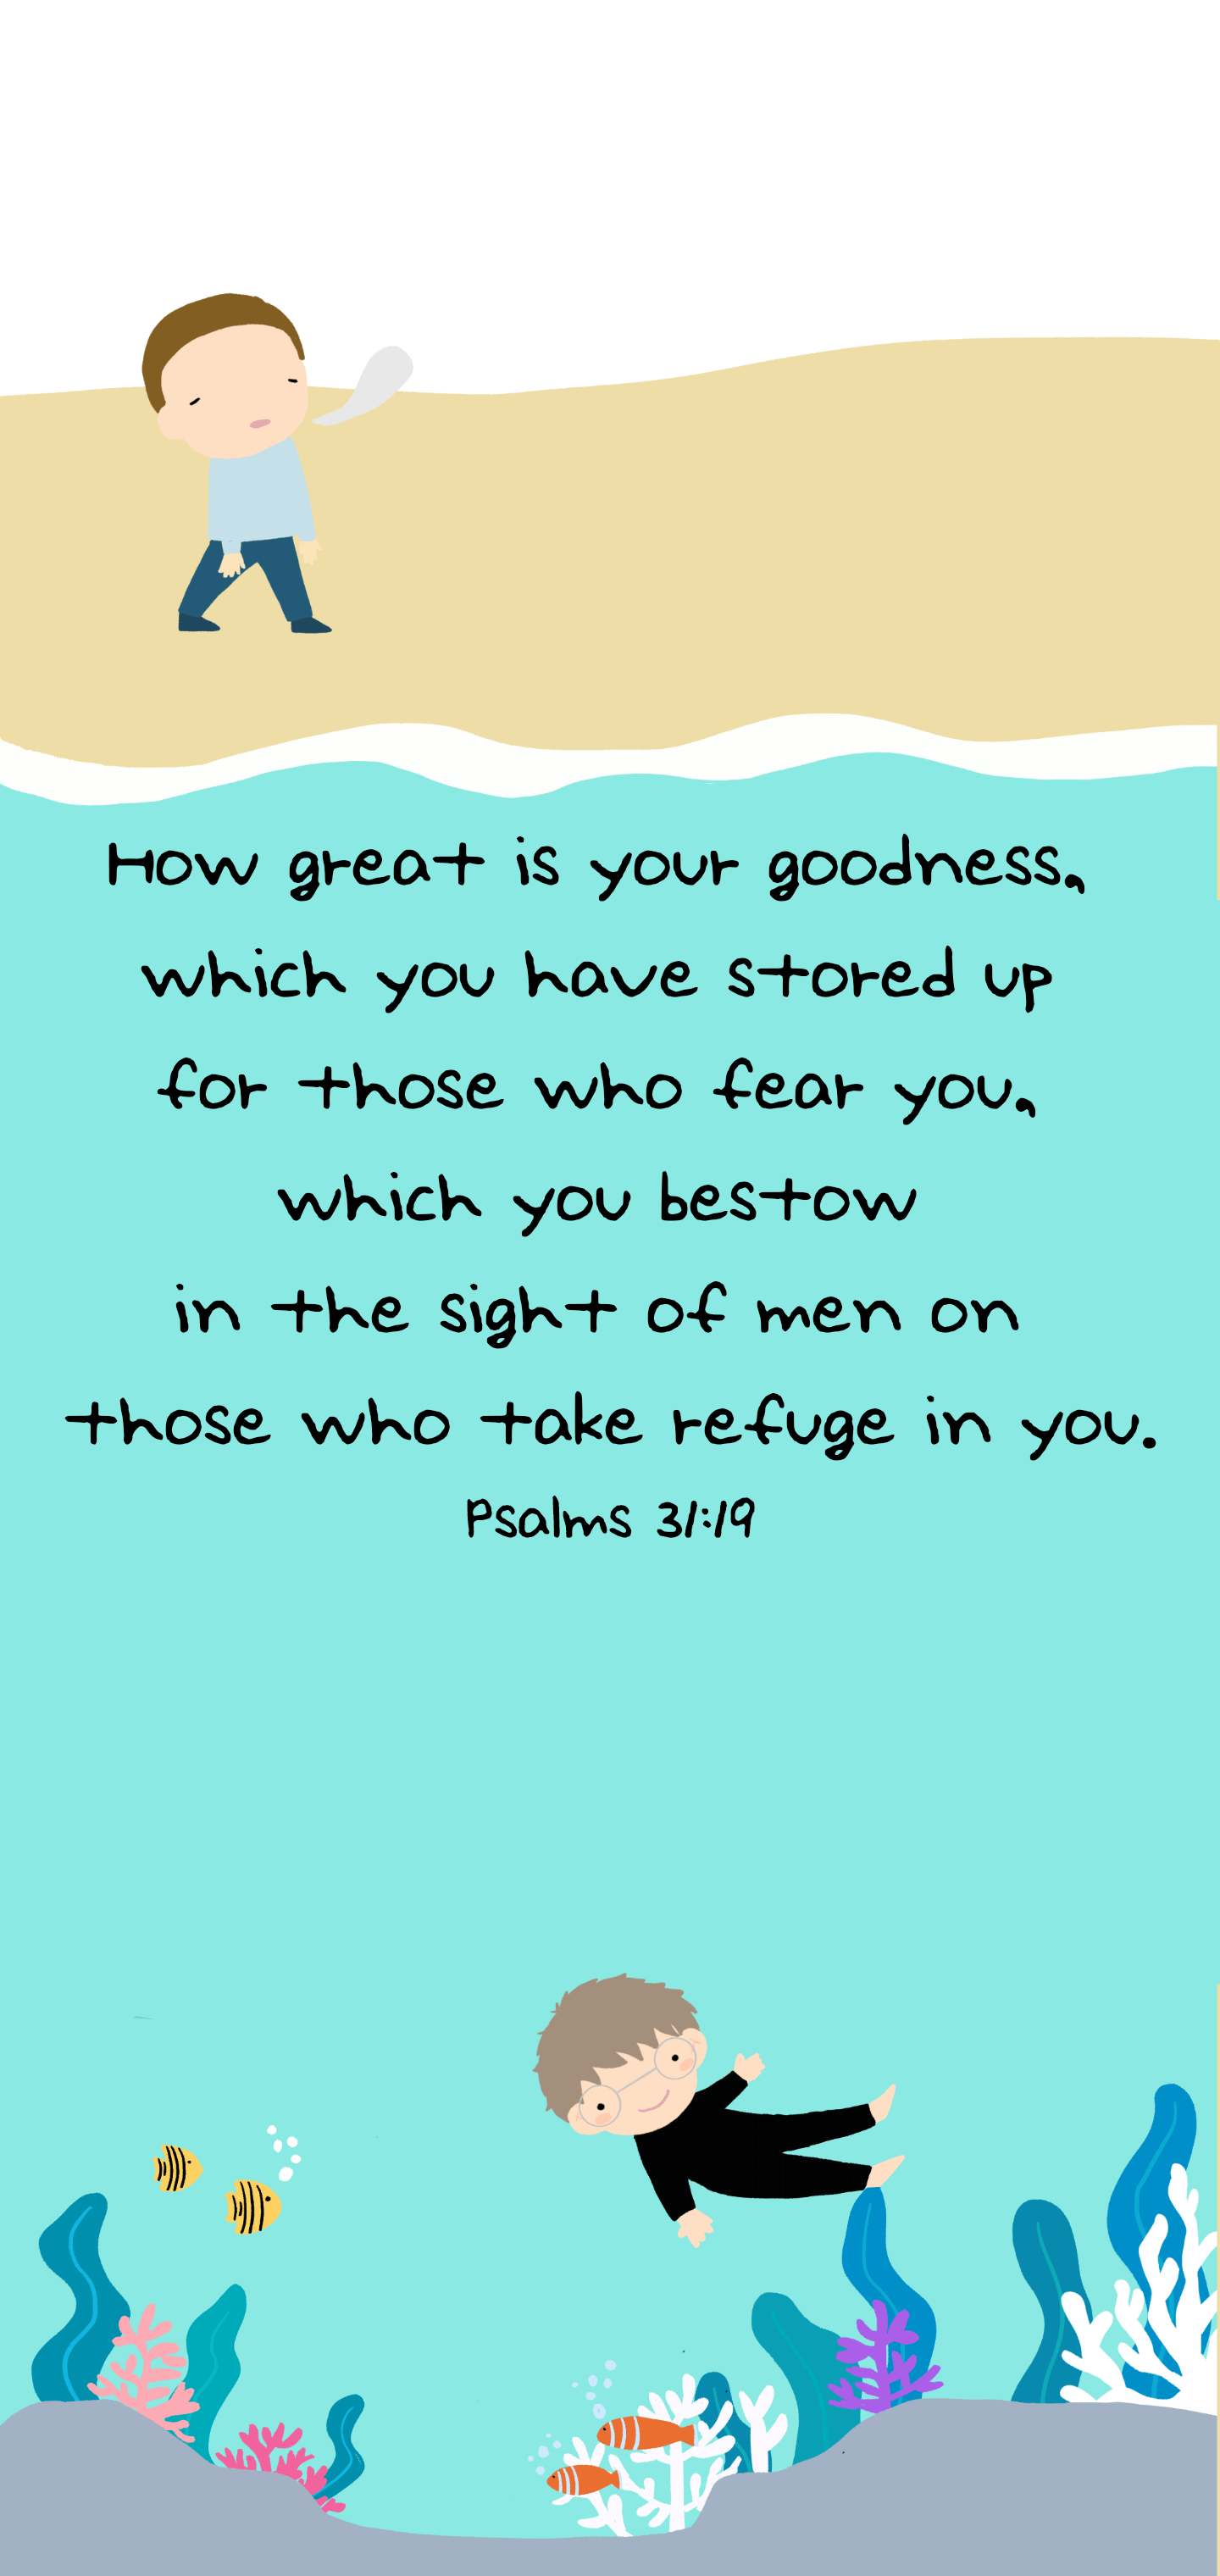 How great is your goodness,
which you have stored up
for those who fear you,
which you bestow
in the sight of men on
those who take refuge in you.
Psalms 31:19